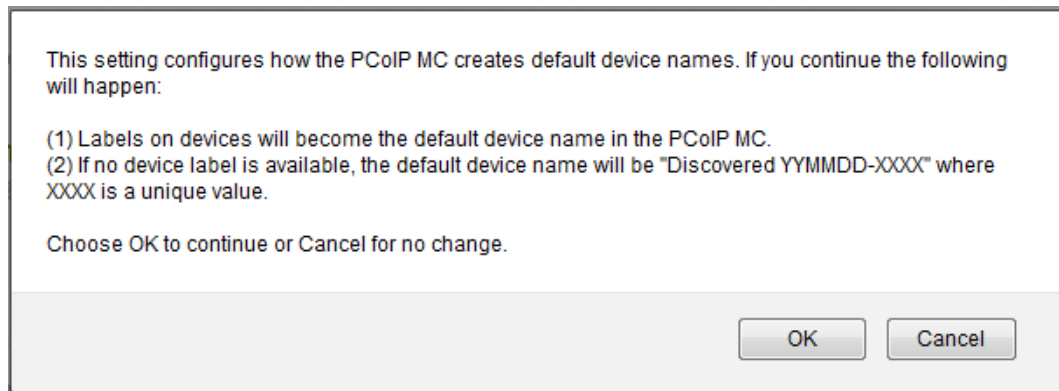 This setting configures how the PCoIP MC creates default device names. If you continue the following
will happen:
(1) Labels on devices will become the default device name in the PCoIP MC.
(2) If no device label is available, the default device name will be "Discovered YYMMDD-XXXX" where
XXXX is a unique value.
Choose OK to continue or Cancel for no change.
OK Cancel